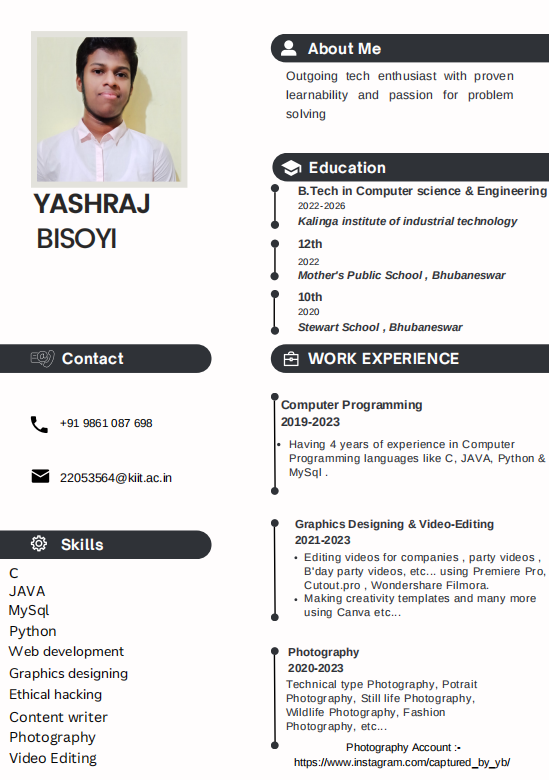 YASHRAJ
BISOYI
Contact
+91 9861 087 698
22053564@kiit.ac.in
Skills
C
JAVA
MySql
Python
Web development
Graphics designing
Ethical hacking
Content writer
Photography
Video Editing
About Me
Outgoing tech enthusiast with proven
learnability and passion for problem
solving
Education
B.Tech in Computer science & Engineering
2022-2026
Kalinga institute of industrial technology
12th
2022
Mother's Public School , Bhubaneswar
10th
2020
Stewart School , Bhubaneswar
WORK EXPERIENCE
Computer Programming
2019-2023
• Having 4 years of experience in Computer
Programming languages like C, JAVA, Python &
MySql .
Graphics Designing & Video-Editing
2021-2023
• Editing videos for companies , party videos ,
B'day party videos, etc... using Premiere Pro,
Cutout.pro , Wondershare Filmora.
• Making creativity templates and many more
using Canva etc...
Photography
2020-2023
Technical type Photography, Potrait
Photography, Still life Photography,
Wildlife Photography, Fashion
Photography, etc...
Photography Account :-
https://www.instagram.com/captured_by_yb/